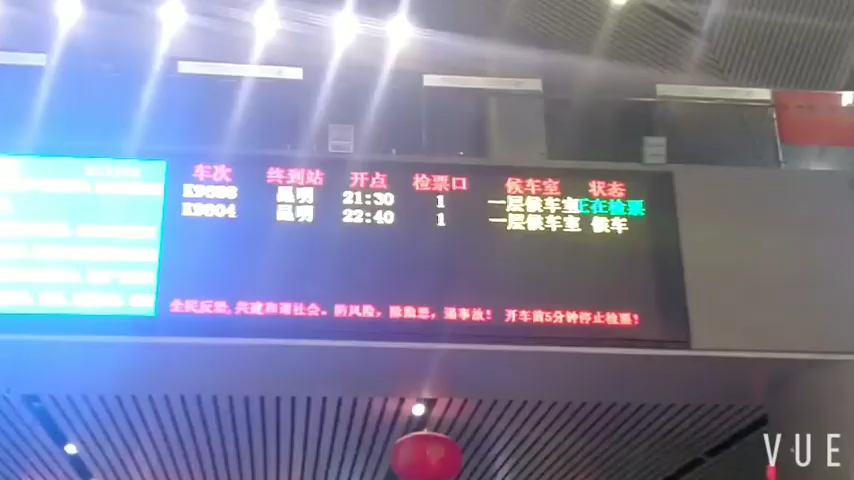 车次 终到站 开点 检票口 候车室 状态
昆明 21:30 1 一层候车室 正在检票
K9604 昆明 22:40 1 一层候车室 候车
全民反恐,共建和谐社会。防风险，除隐患，遏事故！ 开车前5分钟停止检票！
VUE